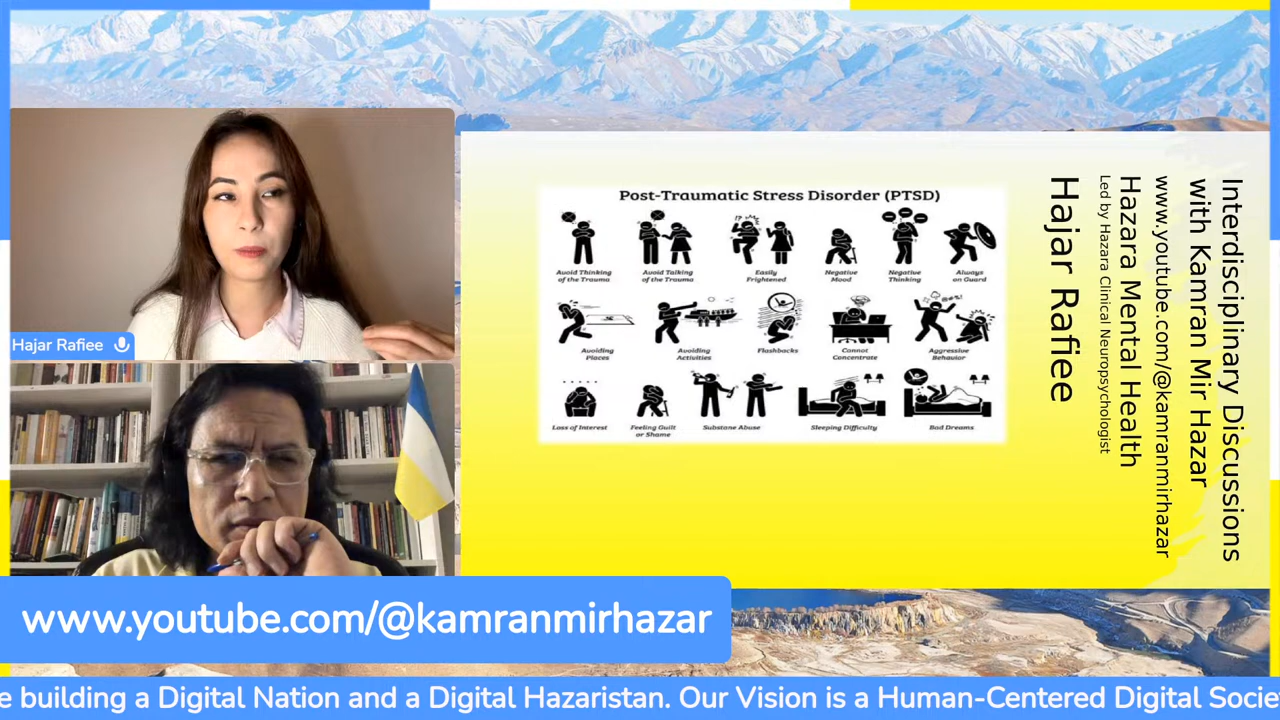 Hajar Rafiee
Post-Traumatic Stress Disorder (PTSD)
Avoid Thinking
of the Trauma
Avoid Talking
of the Trauma
Easily
Frightened
Negative
Mood
Negative
Thinking
Always
on Guard
Avoiding
Places
Avoiding
Activities
Flashbacks
Cannot
Concentrate
Aggressive
Behavior
Loss of Interest
Feeling Guilt
or Shame
Substane Abuse
Sleeping Difficulty
Bad Dreams
Interdisciplinary Discussions
with Kamran Mir Hazar
www.youtube.com/@kamranmirhazar
Hazara Mental Health
Led by Hazara Clinical Neuropsychologist
Hajar Rafiee
www.youtube.com/@kamranmirhazar
e building a Digital Nation and a Digital Hazaristan. Our Vision is a Human-Centered Digital Socie